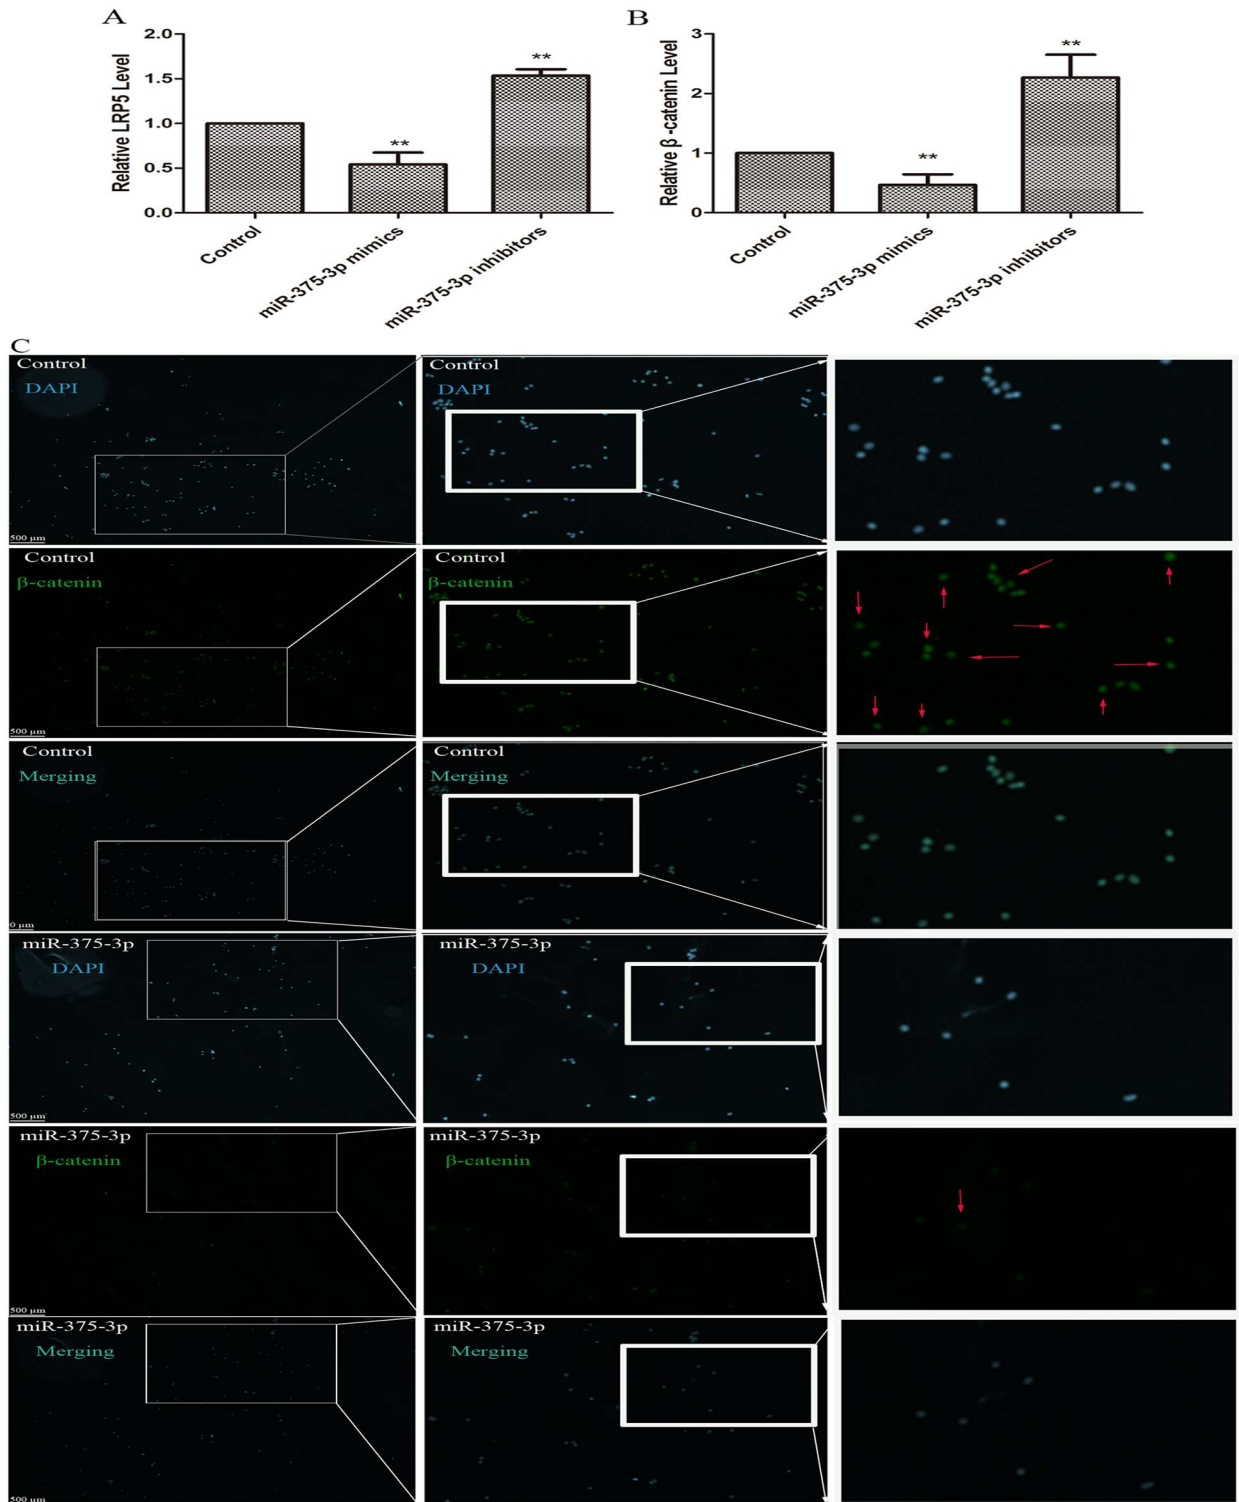 A
Relative LRP5 Level
2.0
1.5
1.0
0.5
0.0
**
**
Control
miR-375-3p mimics
miR-375-3p inhibitors
B
Relative β -catenin Level
3
2
1
0
**
**
Control
miR-375-3p mimics
miR-375-3p inhibitors
C
Control
DAPI
500 μm
Control
DAPI
Control
β-catenin
500 μm
Control
β-catenin
Control
Merging
0 μm
Control
Merging
miR-375-3p
DAPI
500 μm
miR-375-3p
DAPI
miR-375-3p
β-catenin
500 μm
miR-375-3p
β-catenin
miR-375-3p
Merging
500 μm
miR-375-3p
Merging